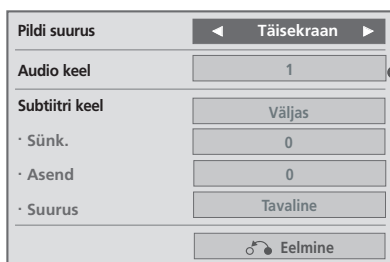 Pildi suurus ◄ Täisekraan ►
Audio keel 1
Subtiitri keel Väljas
· Sünk. 0
· Asend 0
· Suurus Tavaline
Eelmine